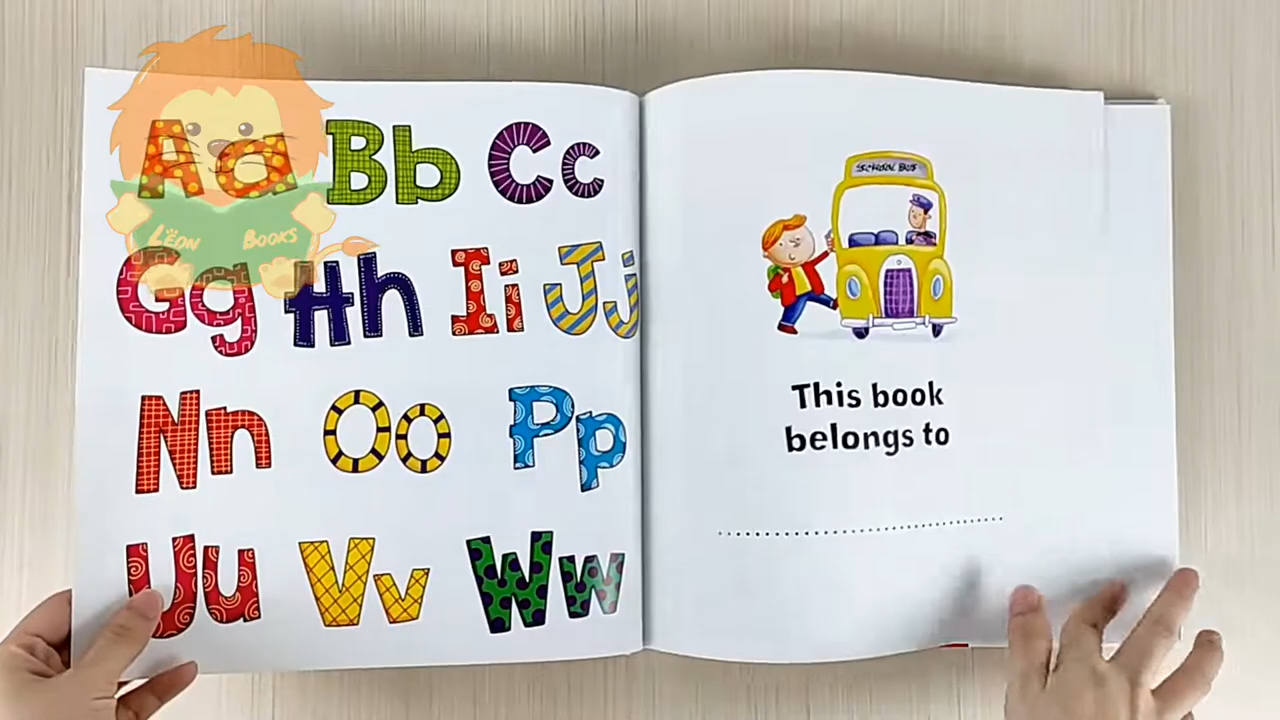 Aa Bb Cc
Gg Hh Ii Jj
Nn Oo Pp
Uu Vv Ww
LEON BOOKS
SCHOOL BUS
This book
belongs to